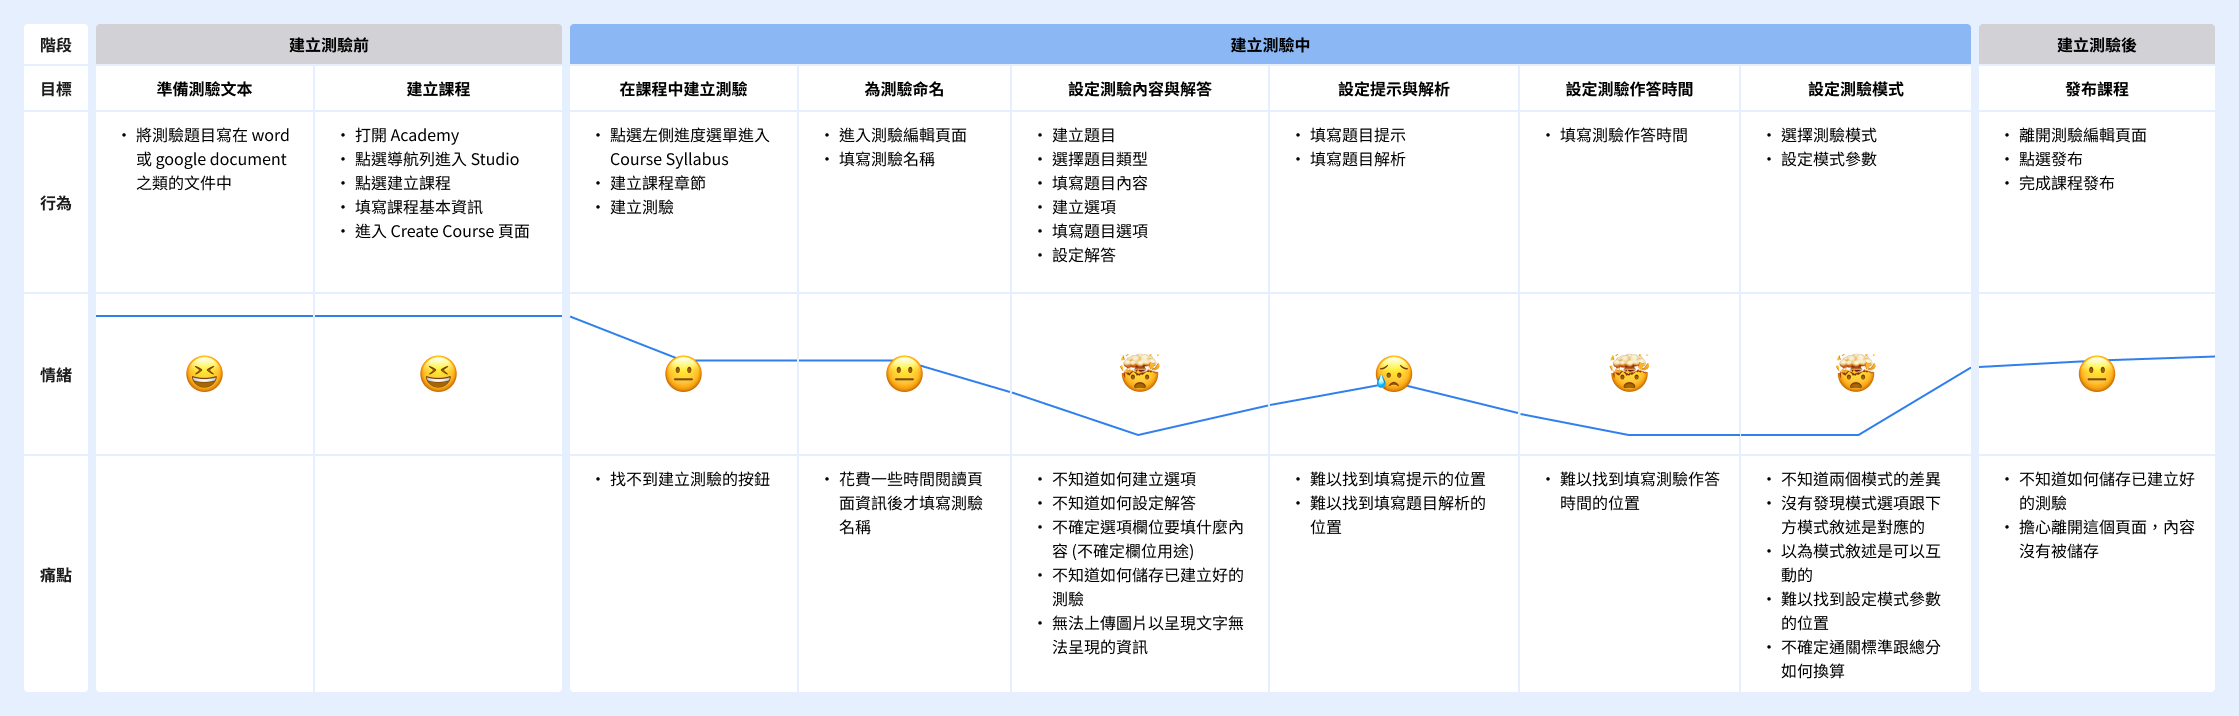 階段
建立測驗前
建立測驗中
建立測驗後
目標
準備測驗文本
建立課程
在課程中建立測驗
為測驗命名
設定測驗內容與解答
設定提示與解析
設定測驗作答時間
設定測驗模式
發布課程
行為
• 將測驗題目寫在 word
或 google document
之類的文件中
• 打開 Academy
• 點選導航列進入 Studio
• 點選建立課程
• 填寫課程基本資訊
• 進入 Create Course 頁面
• 點選左側進度選單進入
Course Syllabus
• 建立課程章節
• 建立測驗
• 進入測驗編輯頁面
• 填寫測驗名稱
• 建立題目
• 選擇題目類型
• 填寫題目內容
• 建立選項
• 填寫題目選項
• 設定解答
• 填寫題目提示
• 填寫題目解析
• 填寫測驗作答時間
• 選擇測驗模式
• 設定模式參數
• 離開測驗編輯頁面
• 點選發布
• 完成課程發布
情緒
痛點
• 找不到建立測驗的按鈕
• 花費一些時間閱讀頁
面資訊後才填寫測驗
名稱
• 不知道如何建立選項
• 不知道如何設定解答
• 不確定選項欄位要填什麼內
容 (不確定欄位用途)
• 不知道如何儲存已建立好的
測驗
• 無法上傳圖片以呈現文字無
法呈現的資訊
• 難以找到填寫提示的位置
• 難以找到填寫題目解析的
位置
• 難以找到填寫測驗作答
時間的位置
• 不知道兩個模式的差異
• 沒有發現模式選項跟下
方模式敘述是對應的
• 以為模式敘述是可以互
動的
• 難以找到設定模式參數
的位置
• 不確定通關標準跟總分
如何換算
• 不知道如何儲存已建立好
的測驗
• 擔心離開這個頁面，內容
沒有被儲存